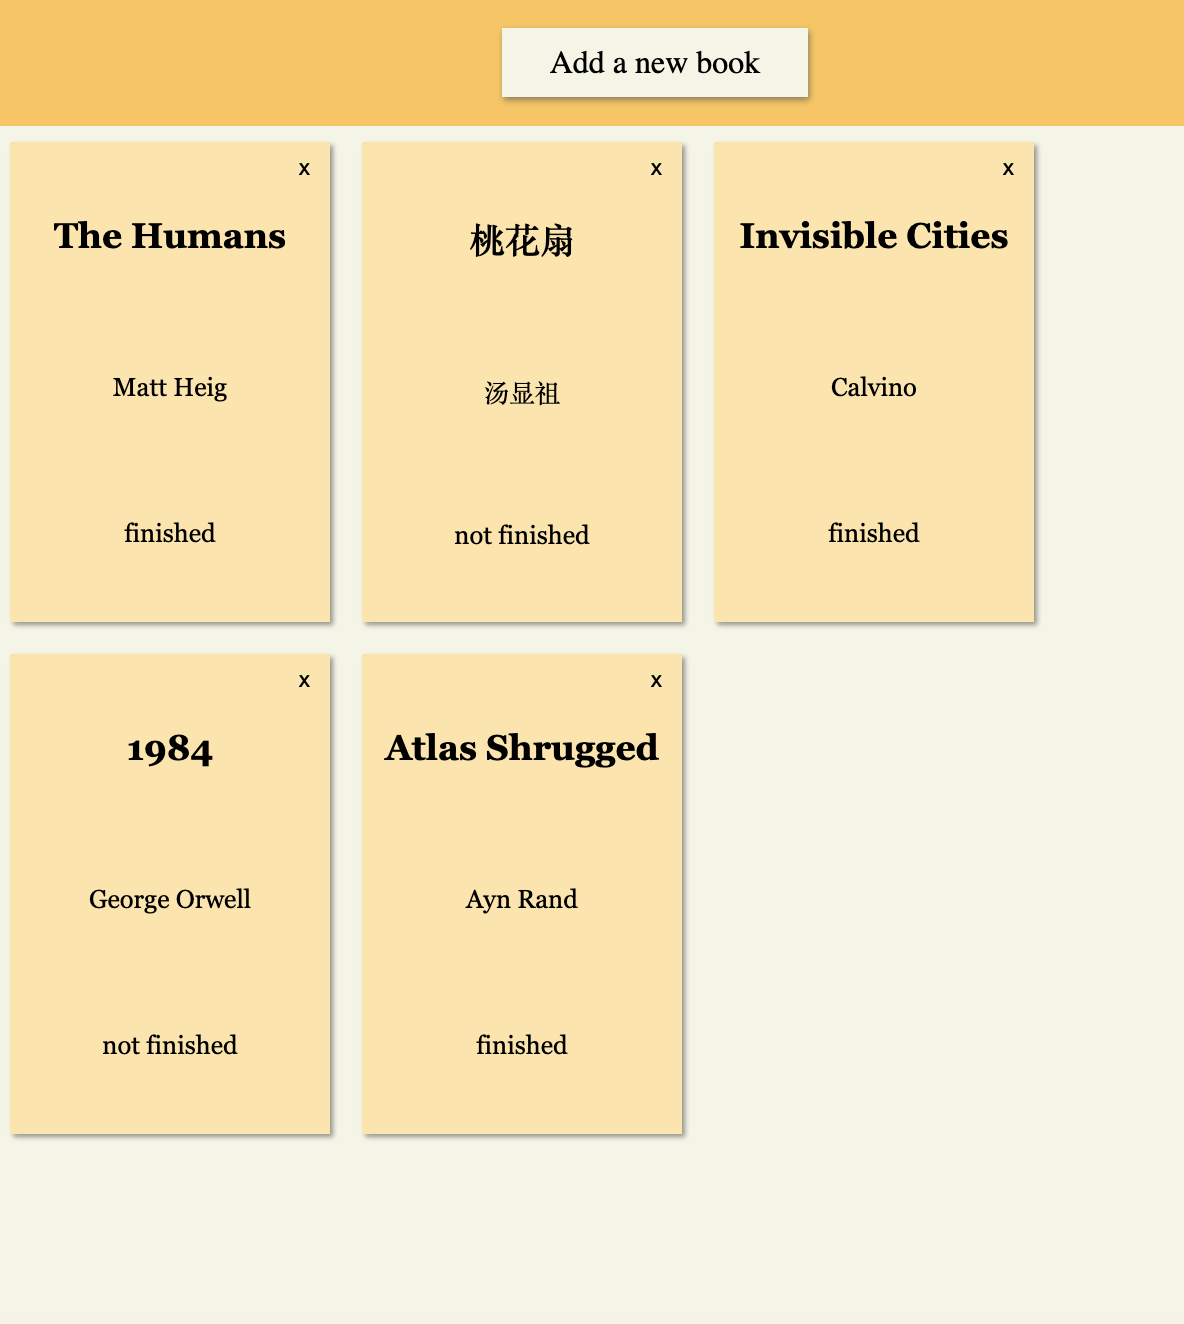 Add a new book
x
The Humans
Matt Heig
finished
x
桃花扇
汤显祖
not finished
x
Invisible Cities
Calvino
finished
x
1984
George Orwell
not finished
x
Atlas Shrugged
Ayn Rand
finished